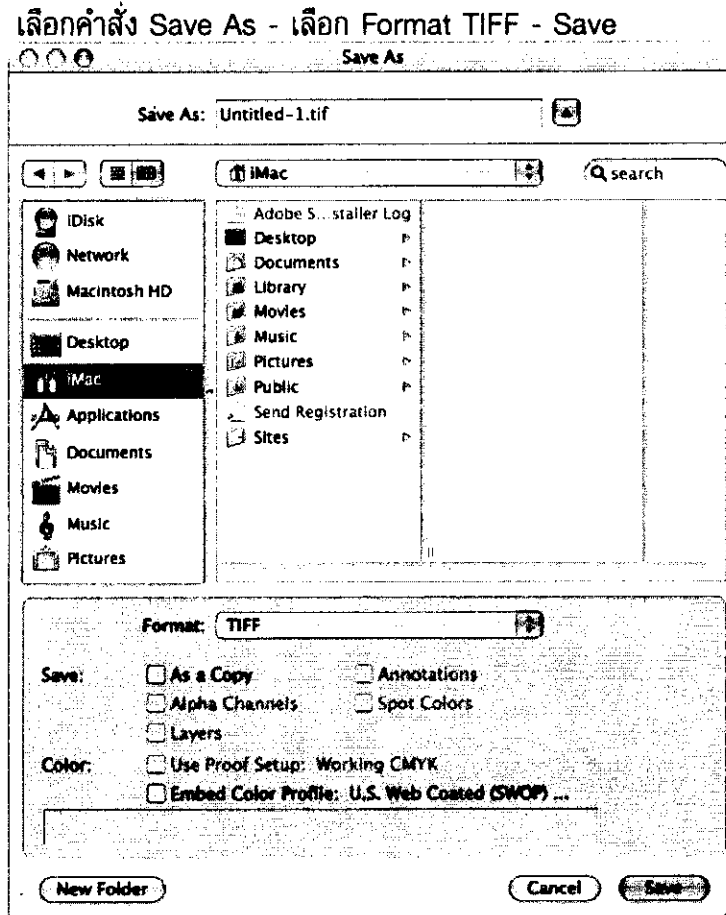 เลือกคำสั่ง Save As - เลือก Format TIFF - Save
Save As
Save As: Untitled-1.tif
iMac
search
iDisk
Network
Macintosh HD
Desktop
iMac
Applications
Documents
Movies
Music
Pictures
Adobe S...staller Log
Desktop
Documents
Library
Movies
Music
Pictures
Public
Send Registration
Sites
Format: TIFF
Save: As a Copy Annotations
Alpha Channels Spot Colors
Layers
Color: Use Proof Setup: Working CMYK
Embed Color Profile: U.S. Web Coated (SWOP) ...
New Folder Cancel Save